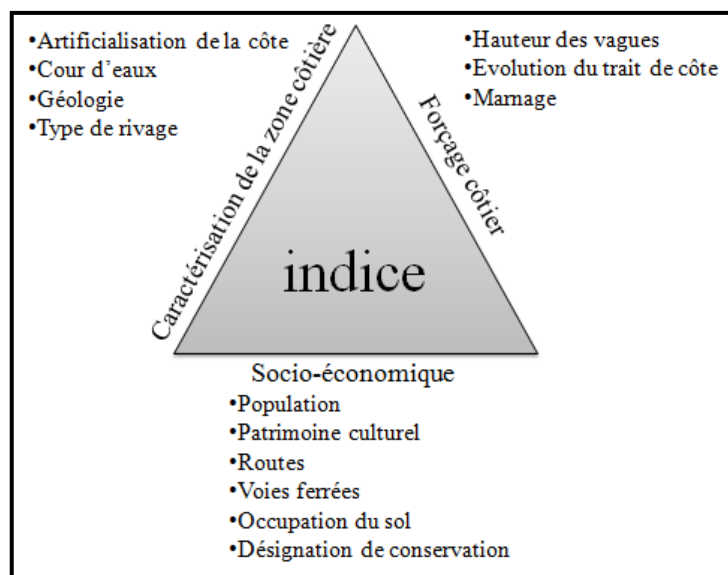 •Artificialisation de la côte
•Cour d'eaux
•Géologie
•Type de rivage
Caractérisation de la zone côtière
•Hauteur des vagues
•Evolution du trait de côte
•Marnage
Forçage côtier
indice
Socio-économique
•Population
•Patrimoine culturel
•Routes
•Voies ferrées
•Occupation du sol
•Désignation de conservation